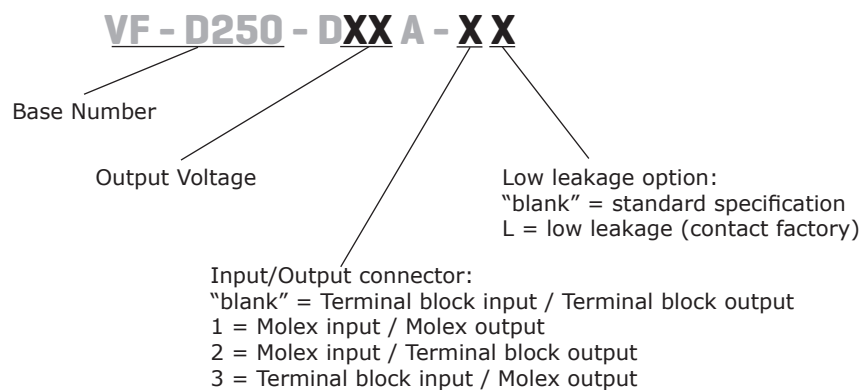 VF - D250 - DXX A - X X
Base Number
Output Voltage
Low leakage option:
“blank” = standard specification
L = low leakage (contact factory)
Input/Output connector:
“blank” = Terminal block input / Terminal block output
1 = Molex input / Molex output
2 = Molex input / Terminal block output
3 = Terminal block input / Molex output